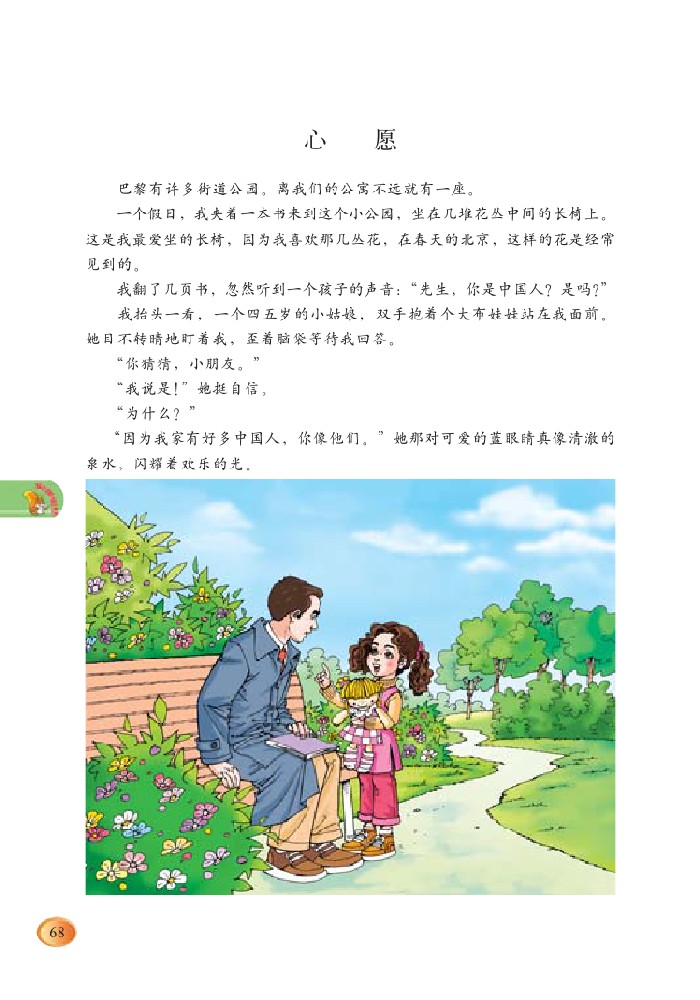 心 愿
巴黎有许多街道公园。离我们的公寓不远就有一座。
一个假日，我夹着一本书来到这个小公园，坐在几堆花丛中间的长椅上。
这是我最爱坐的长椅，因为我喜欢那几丛花，在春天的北京，这样的花是经常
见到的。
我翻了几页书，忽然听到一个孩子的声音：“先生，你是中国人？是吗？”
我抬头一看，一个四五岁的小姑娘，双手抱着个大布娃娃站在我面前。
她目不转睛地盯着我，歪着脑袋等待我回答。
“你猜猜，小朋友。”
“我说是！”她挺自信。
“为什么？”
“因为我家有好多中国人，你像他们。”她那对可爱的蓝眼睛真像清澈的
泉水，闪耀着欢乐的光。
68